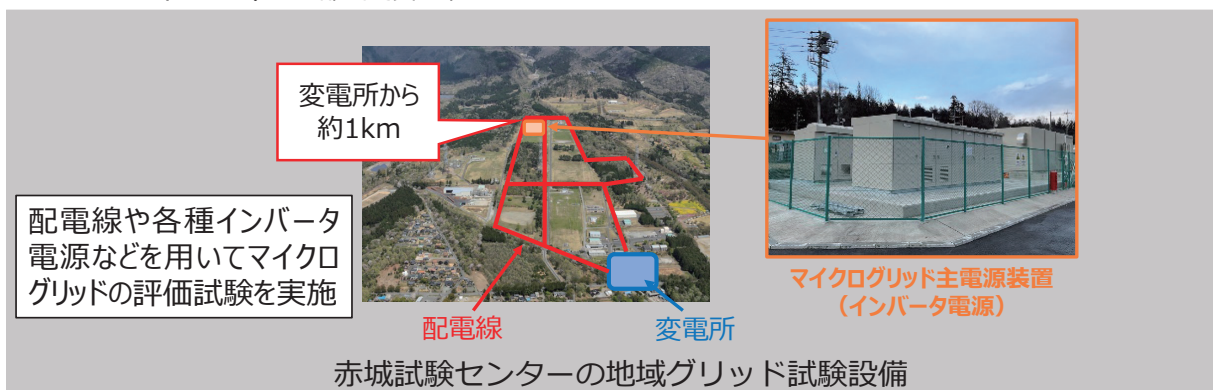 変電所から
約1km
配電線や各種インバータ
電源などを用いてマイクロ
グリッドの評価試験を実施
マイクログリッド主電源装置
（インバータ電源）
配電線
変電所
赤城試験センターの地域グリッド試験設備